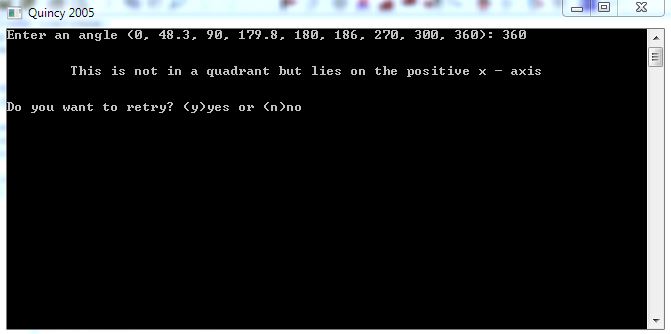 Quincy 2005
Enter an angle (0, 48.3, 90, 179.8, 180, 186, 270, 300, 360): 360
This is not in a quadrant but lies on the positive x - axis
Do you want to retry? (y)yes or (n)no